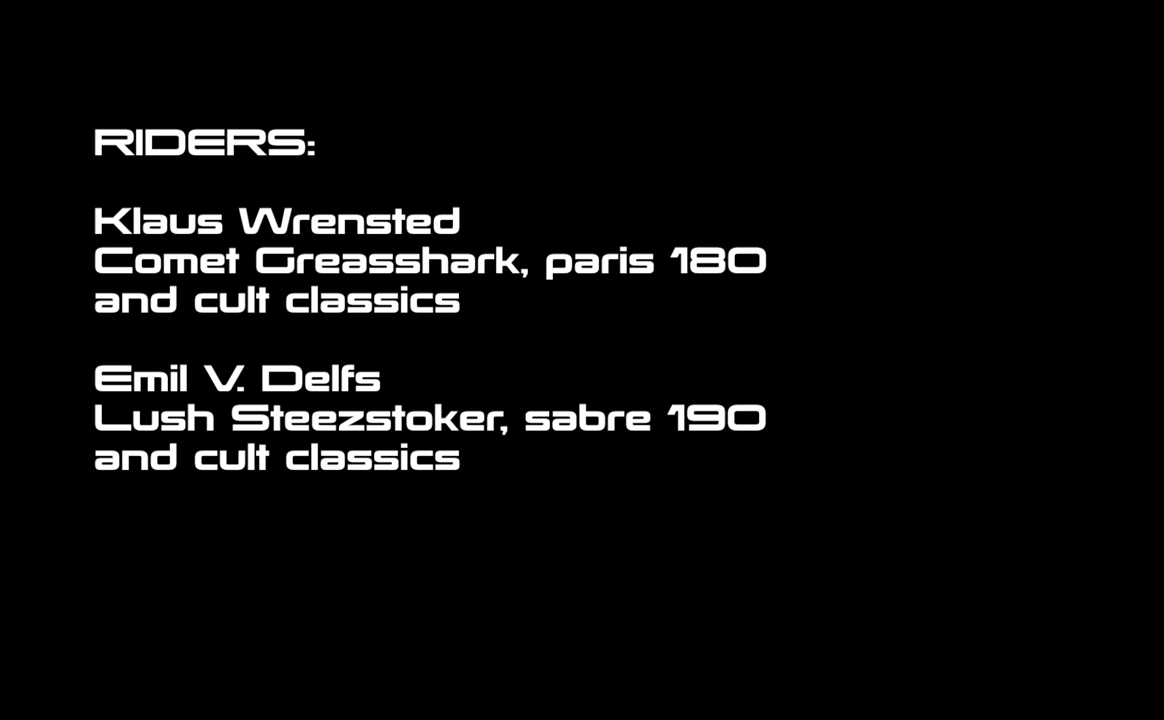 RIDERS:
Klaus Wrensted
Comet Greasshark, paris 180
and cult classics
Emil V. Delfs
Lush Steezstoker, sabre 190
and cult classics